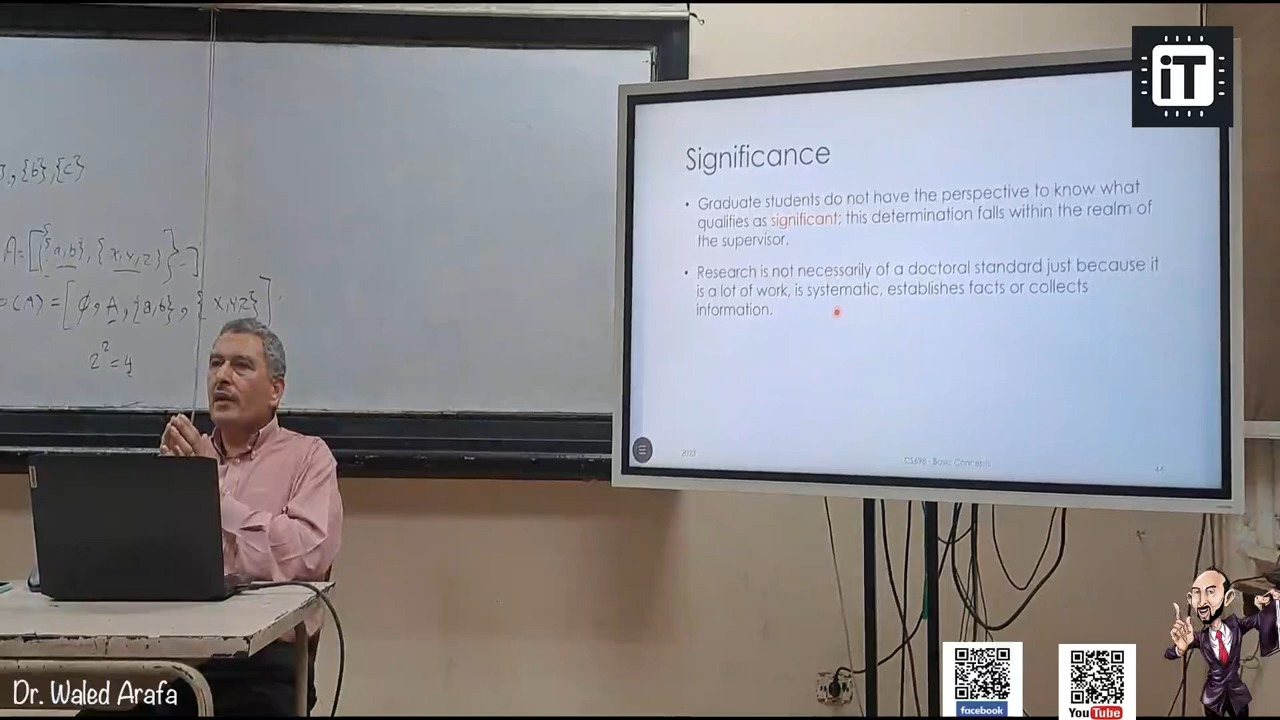 iT
{b},{c}
A=[{{a,b},{x,y,z}}
(A)=[φ, A,{a,b},{x,y,z}]
2²=4
Significance
• Graduate students do not have the perspective to know what
qualifies as significant; this determination falls within the realm of
the supervisor.
• Research is not necessarily of a doctoral standard just because it
is a lot of work, is systematic, establishes facts or collects
information.
2022
CS698 - Basic Concepts
44
Dr. Waled Arafa
facebook
YouTube